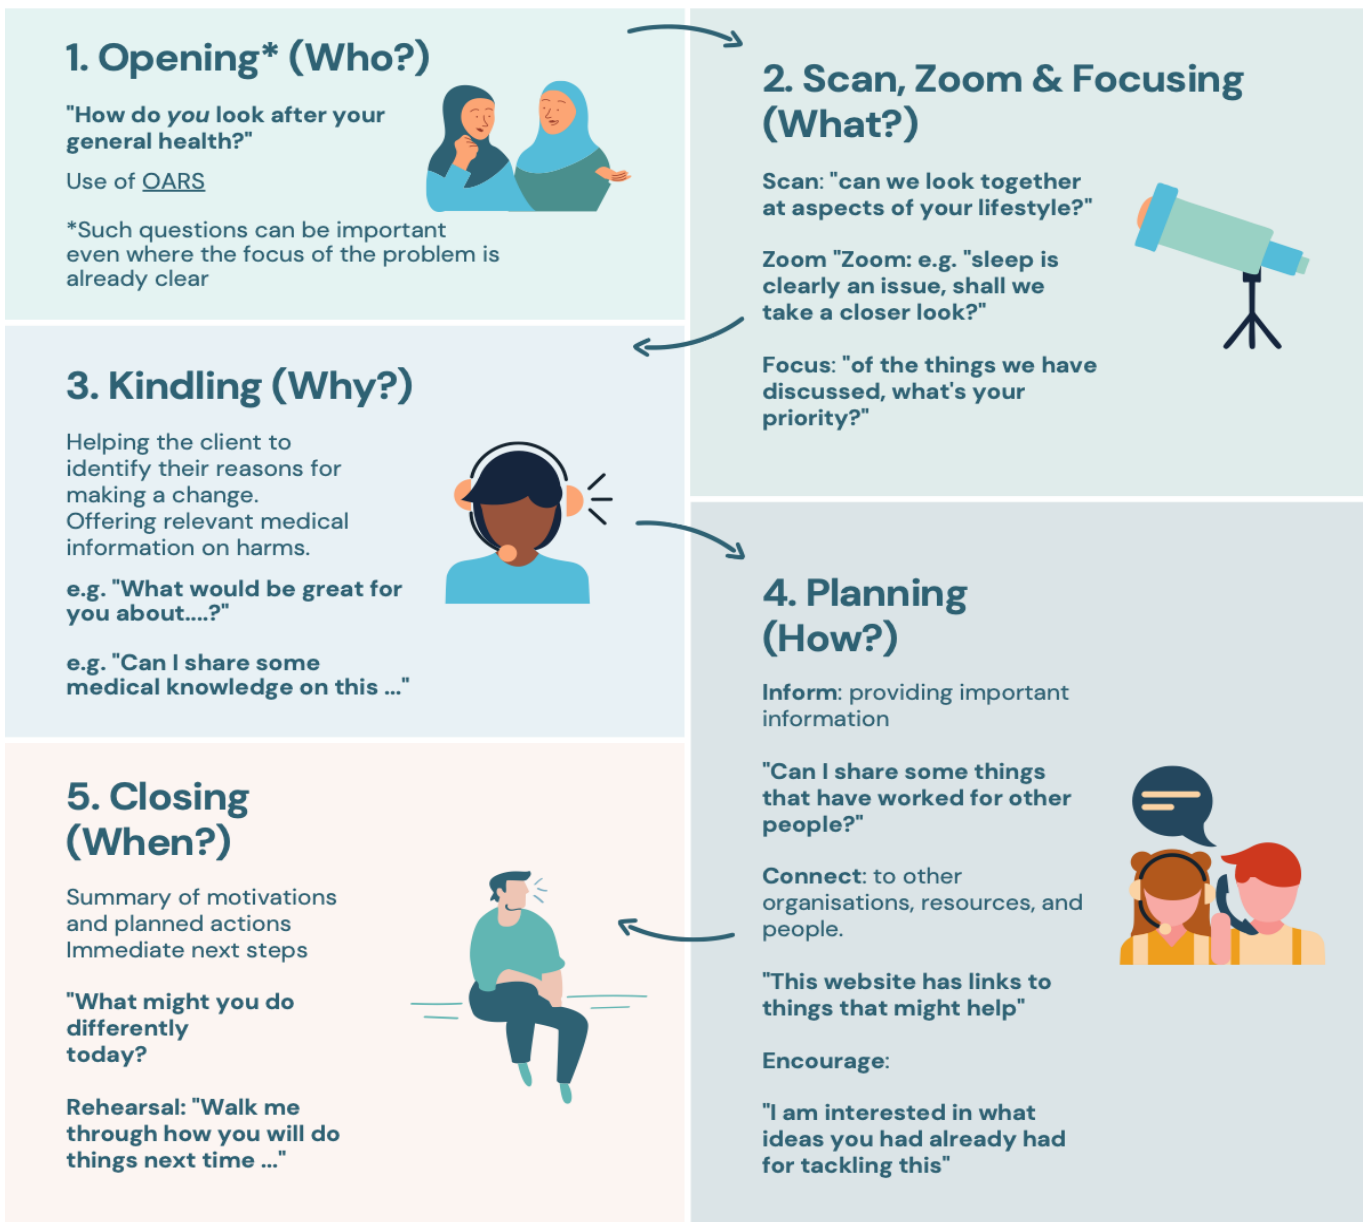 1. Opening* (Who?)
"How do you look after your
general health?"
Use of OARS
*Such questions can be important
even where the focus of the problem is
already clear
2. Scan, Zoom & Focusing
(What?)
Scan: "can we look together
at aspects of your lifestyle?"
Zoom "Zoom: e.g. "sleep is
clearly an issue, shall we
take a closer look?"
Focus: "of the things we have
discussed, what's your
priority?"
3. Kindling (Why?)
Helping the client to
identify their reasons for
making a change.
Offering relevant medical
information on harms.
e.g. "What would be great for
you about....?"
e.g. "Can I share some
medical knowledge on this ..."
4. Planning
(How?)
Inform: providing important
information
"Can I share some things
that have worked for other
people?"
Connect: to other
organisations, resources, and
people.
"This website has links to
things that might help"
Encourage:
"I am interested in what
ideas you had already had
for tackling this"
5. Closing
(When?)
Summary of motivations
and planned actions
Immediate next steps
"What might you do
differently
today?
Rehearsal: "Walk me
through how you will do
things next time ..."